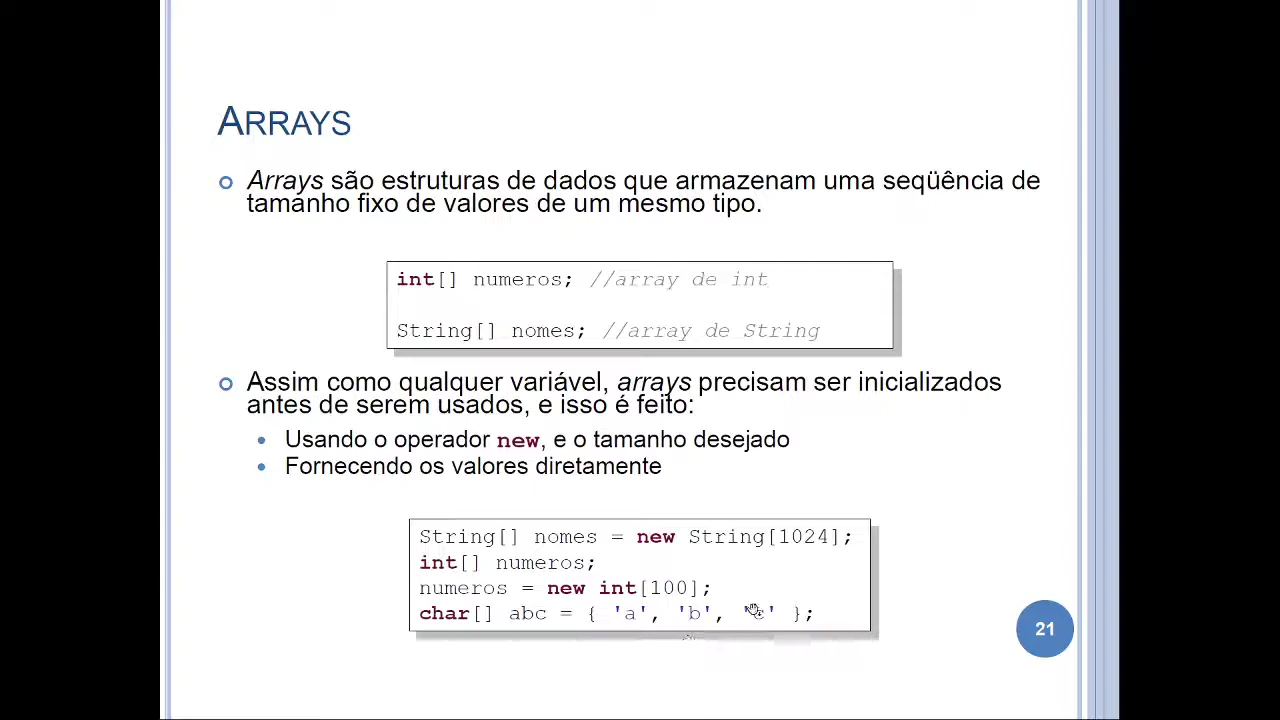 ARRAYS
Arrays são estruturas de dados que armazenam uma seqüência de
tamanho fixo de valores de um mesmo tipo.
int[] numeros; //array de int
String[] nomes; //array de String
Assim como qualquer variável, arrays precisam ser inicializados
antes de serem usados, e isso é feito:
Usando o operador new, e o tamanho desejado
Fornecendo os valores diretamente
String[] nomes = new String[1024];
int[] numeros;
numeros = new int[100];
char[] abc = { 'a', 'b', 'c' };
21